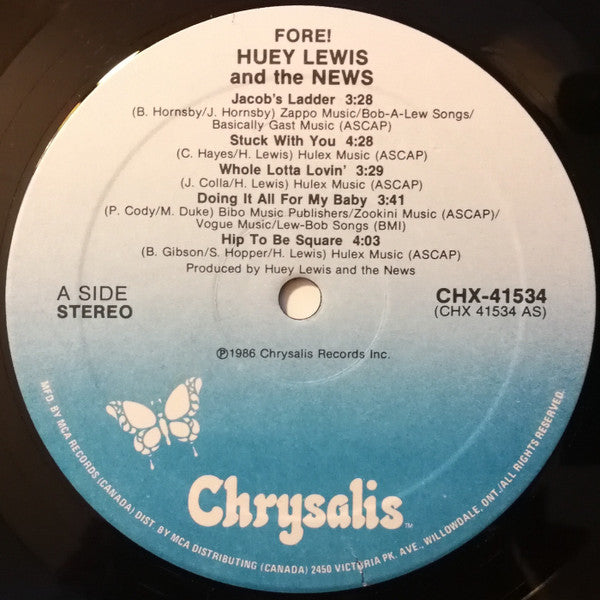 FORE!
HUEY LEWIS
and the NEWS
Jacob's Ladder 3:28
(B. Hornsby/J. Hornsby) Zappo Music/Bob-A-Lew Songs/
Basically Gast Music (ASCAP)
Stuck With You 4:28
(C. Hayes/H. Lewis) Hulex Music (ASCAP)
Whole Lotta Lovin' 3:29
(J. Colla/H. Lewis) Hulex Music (ASCAP)
Doing It All For My Baby 3:41
(P. Cody/M. Duke) Bibo Music Publishers/Zookini Music (ASCAP)/
Vogue Music/Lew-Bob Songs (BMI)
Hip To Be Square 4:03
(B. Gibson/S. Hopper/H. Lewis) Hulex Music (ASCAP)
Produced by Huey Lewis and the News
A SIDE
STEREO
CHX-41534
(CHX 41534 AS)
℗1986 Chrysalis Records Inc.
Chrysalis™
MFD. BY MCA RECORDS (CANADA) DIST. BY MCA DISTRIBUTING (CANADA) 2450 VICTORIA PK. AVE., WILLOWDALE, ONT./ALL RIGHTS RESERVED.